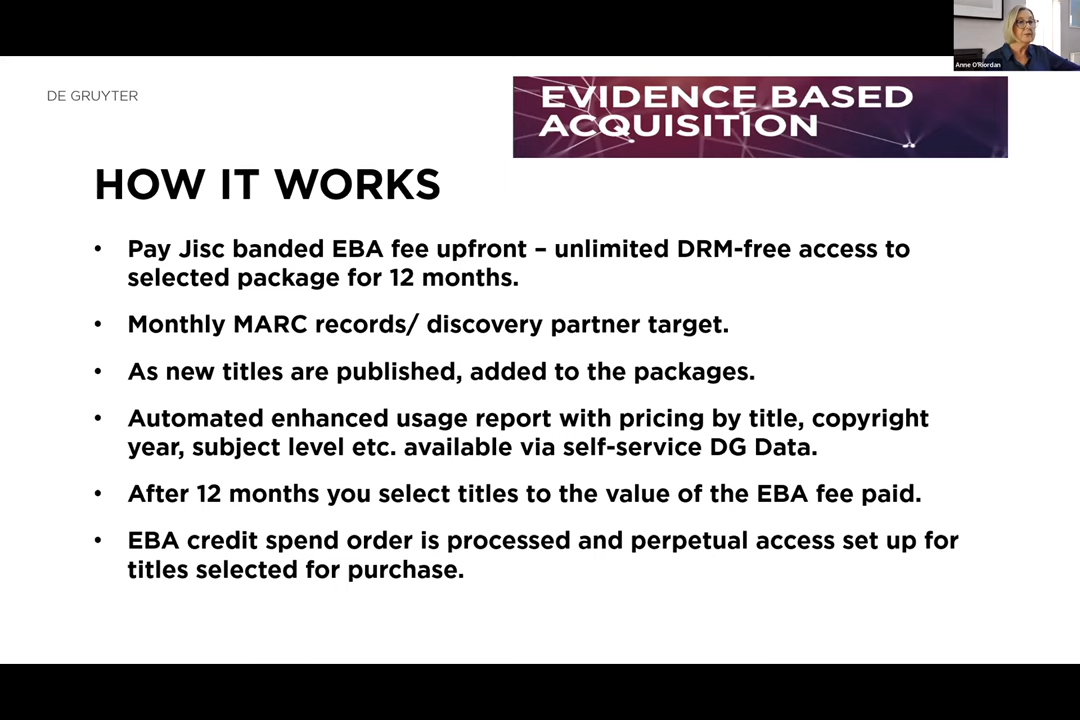 Anne O'Riordan
DE GRUYTER
EVIDENCE BASED
ACQUISITION
HOW IT WORKS
• Pay Jisc banded EBA fee upfront – unlimited DRM-free access to
selected package for 12 months.
• Monthly MARC records/ discovery partner target.
• As new titles are published, added to the packages.
• Automated enhanced usage report with pricing by title, copyright
year, subject level etc. available via self-service DG Data.
• After 12 months you select titles to the value of the EBA fee paid.
• EBA credit spend order is processed and perpetual access set up for
titles selected for purchase.